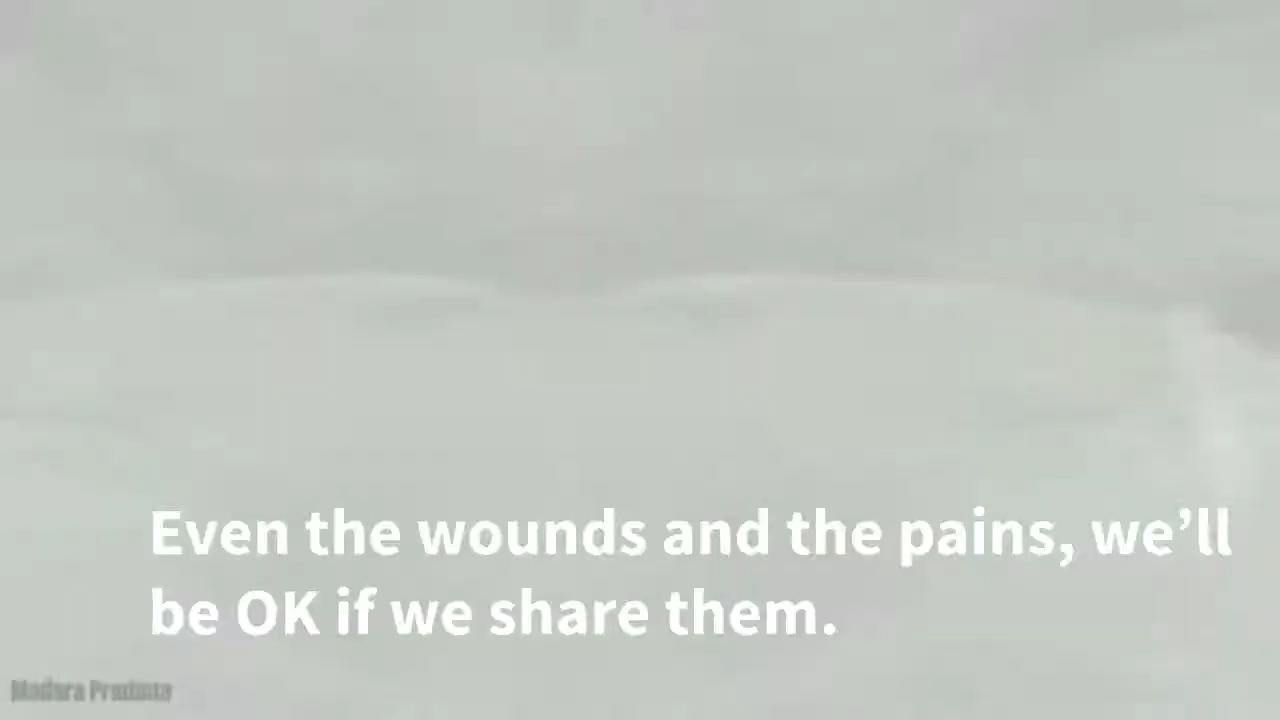 Even the wounds and the pains, we’ll
be OK if we share them.